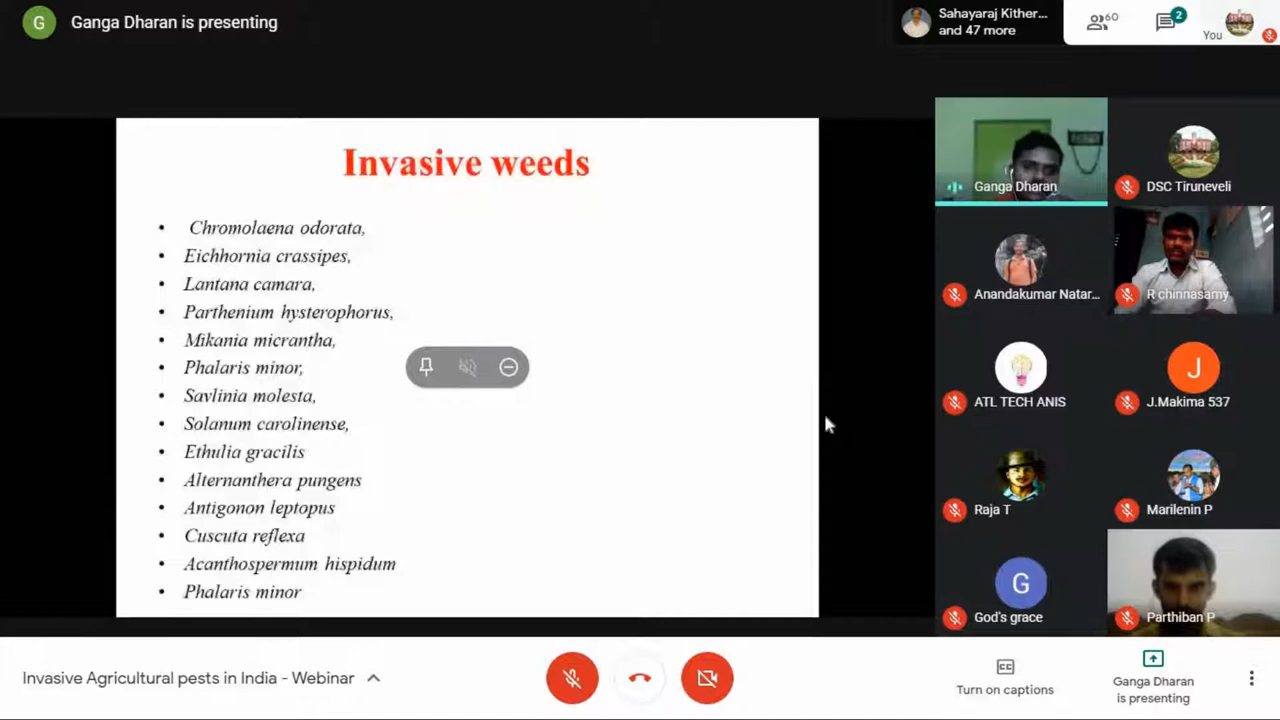 G
Ganga Dharan is presenting
Sahayaraj Kither...
and 47 more
60
2
You
Invasive weeds
• Chromolaena odorata,
• Eichhornia crassipes,
• Lantana camara,
• Parthenium hysterophorus,
• Mikania micrantha,
• Phalaris minor,
• Savlinia molesta,
• Solanum carolinense,
• Ethulia gracilis
• Alternanthera pungens
• Antigonon leptopus
• Cuscuta reflexa
• Acanthospermum hispidum
• Phalaris minor
Ganga Dharan
DSC Tiruneveli
Anandakumar Natar...
R chinnasamy
ATL TECH ANIS
J
J.Makima 537
Raja T
Marilenin P
G
God's grace
Parthiban P
Invasive Agricultural pests in India - Webinar
CC
Turn on captions
Ganga Dharan
is presenting